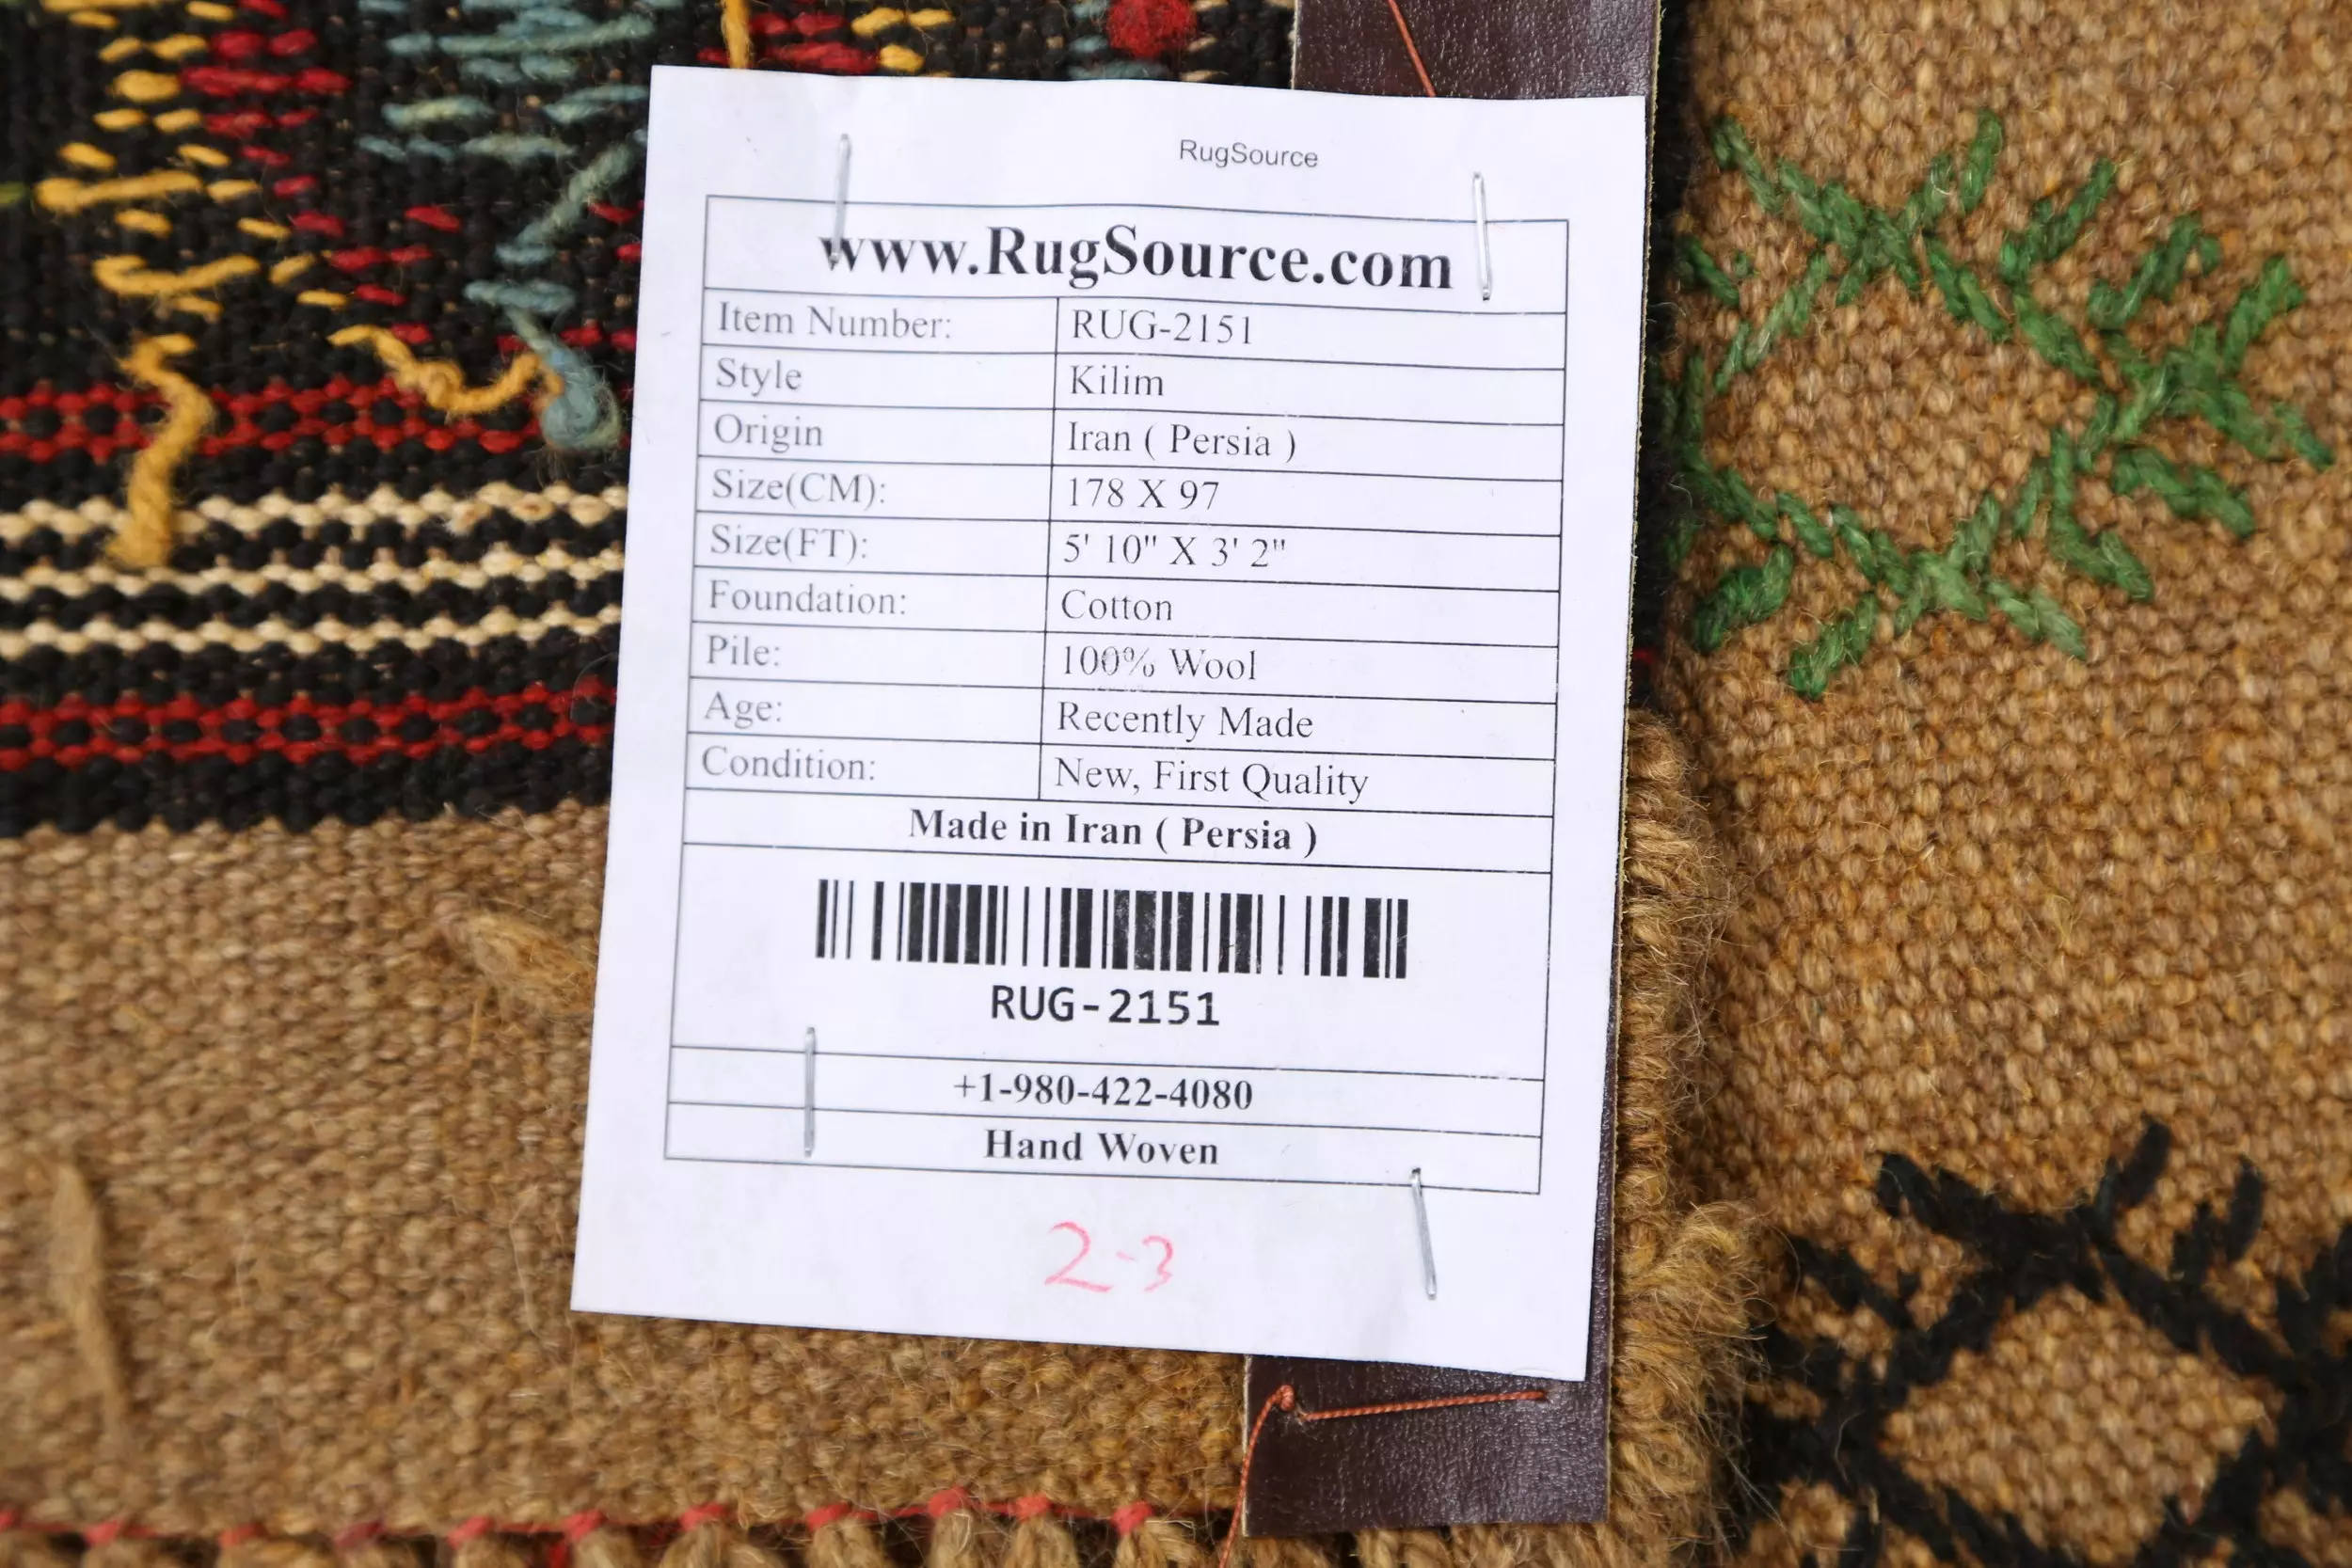 RugSource
www.RugSource.com
Item Number: RUG-2151
Style Kilim
Origin Iran ( Persia )
Size(CM): 178 X 97
Size(FT): 5' 10" X 3' 2"
Foundation: Cotton
Pile: 100% Wool
Age: Recently Made
Condition: New, First Quality
Made in Iran ( Persia )
RUG-2151
+1-980-422-4080
Hand Woven
2-3